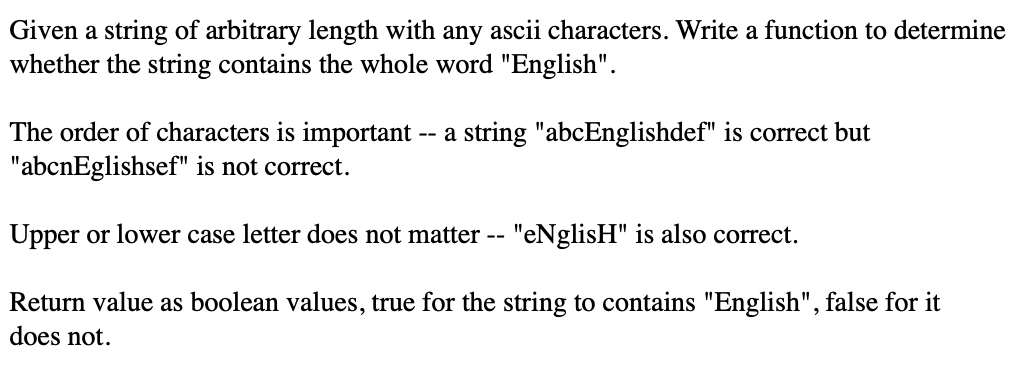 Given a string of arbitrary length with any ascii characters. Write a function to determine
whether the string contains the whole word "English".
The order of characters is important -- a string "abcEnglishdef" is correct but
"abcnEglishsef" is not correct.
Upper or lower case letter does not matter -- "eNglisH" is also correct.
Return value as boolean values, true for the string to contains "English", false for it
does not.